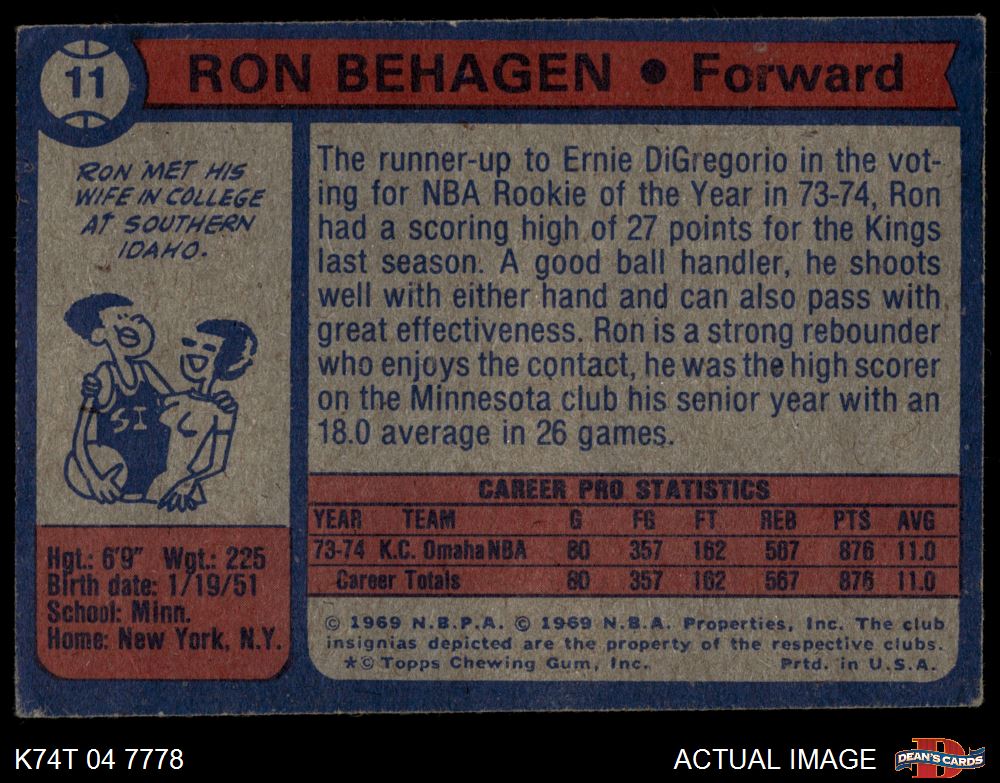 11
RON BEHAGEN • Forward
RON MET HIS
WIFE IN COLLEGE
AT SOUTHERN
IDAHO.
SI
Hgt.: 6'9" Wgt.: 225
Birth date: 1/19/51
School: Minn.
Home: New York, N.Y.
The runner-up to Ernie DiGregorio in the vot-
ing for NBA Rookie of the Year in 73-74, Ron
had a scoring high of 27 points for the Kings
last season. A good ball handler, he shoots
well with either hand and can also pass with
great effectiveness. Ron is a strong rebounder
who enjoys the contact, he was the high scorer
on the Minnesota club his senior year with an
18.0 average in 26 games.
CAREER PRO STATISTICS
YEAR TEAM G FG FT REB PTS AVG
73-74 K.C. Omaha NBA 80 357 162 567 876 11.0
Career Totals 80 357 162 567 876 11.0
© 1969 N.B.P.A. © 1969 N.B.A. Properties, Inc. The club
insignias depicted are the property of the respective clubs.
★© Topps Chewing Gum, Inc. Prtd. in U.S.A.
K74T 04 7778
ACTUAL IMAGE
D
DEAN'S CARDS